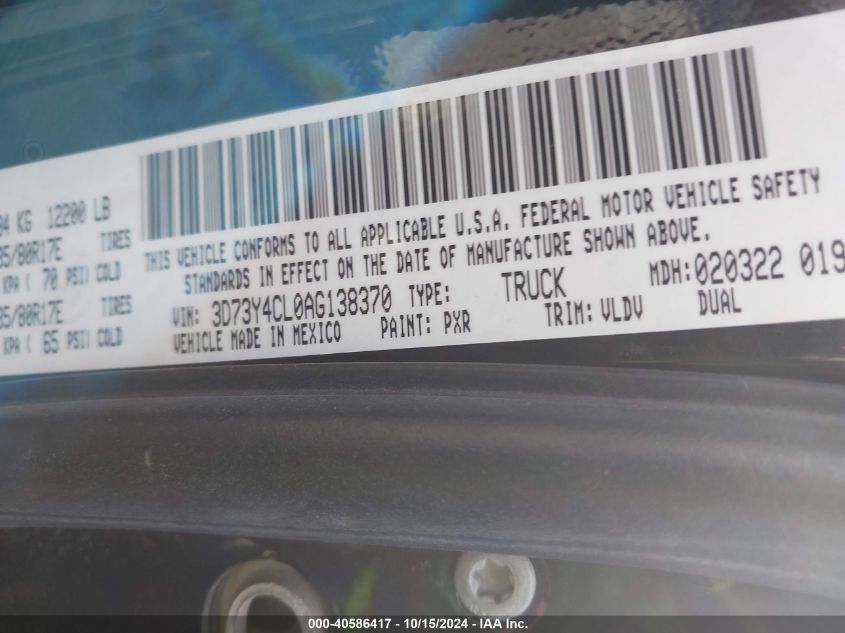 84 KG 12200 LB
35/80R17E TIRES
KPA ( 70 PSI) COLD
35/80R17E TIRES
KPA ( 65 PSI) COLD
THIS VEHICLE CONFORMS TO ALL APPLICABLE U.S.A. FEDERAL MOTOR VEHICLE SAFETY
STANDARDS IN EFFECT ON THE DATE OF MANUFACTURE SHOWN ABOVE.
VIN: 3D73Y4CL0AG138370 TYPE: TRUCK MDH:020322 019
VEHICLE MADE IN MEXICO PAINT: PXR TRIM: VLDV DUAL
000-40586417 - 10/15/2024 - IAA Inc.